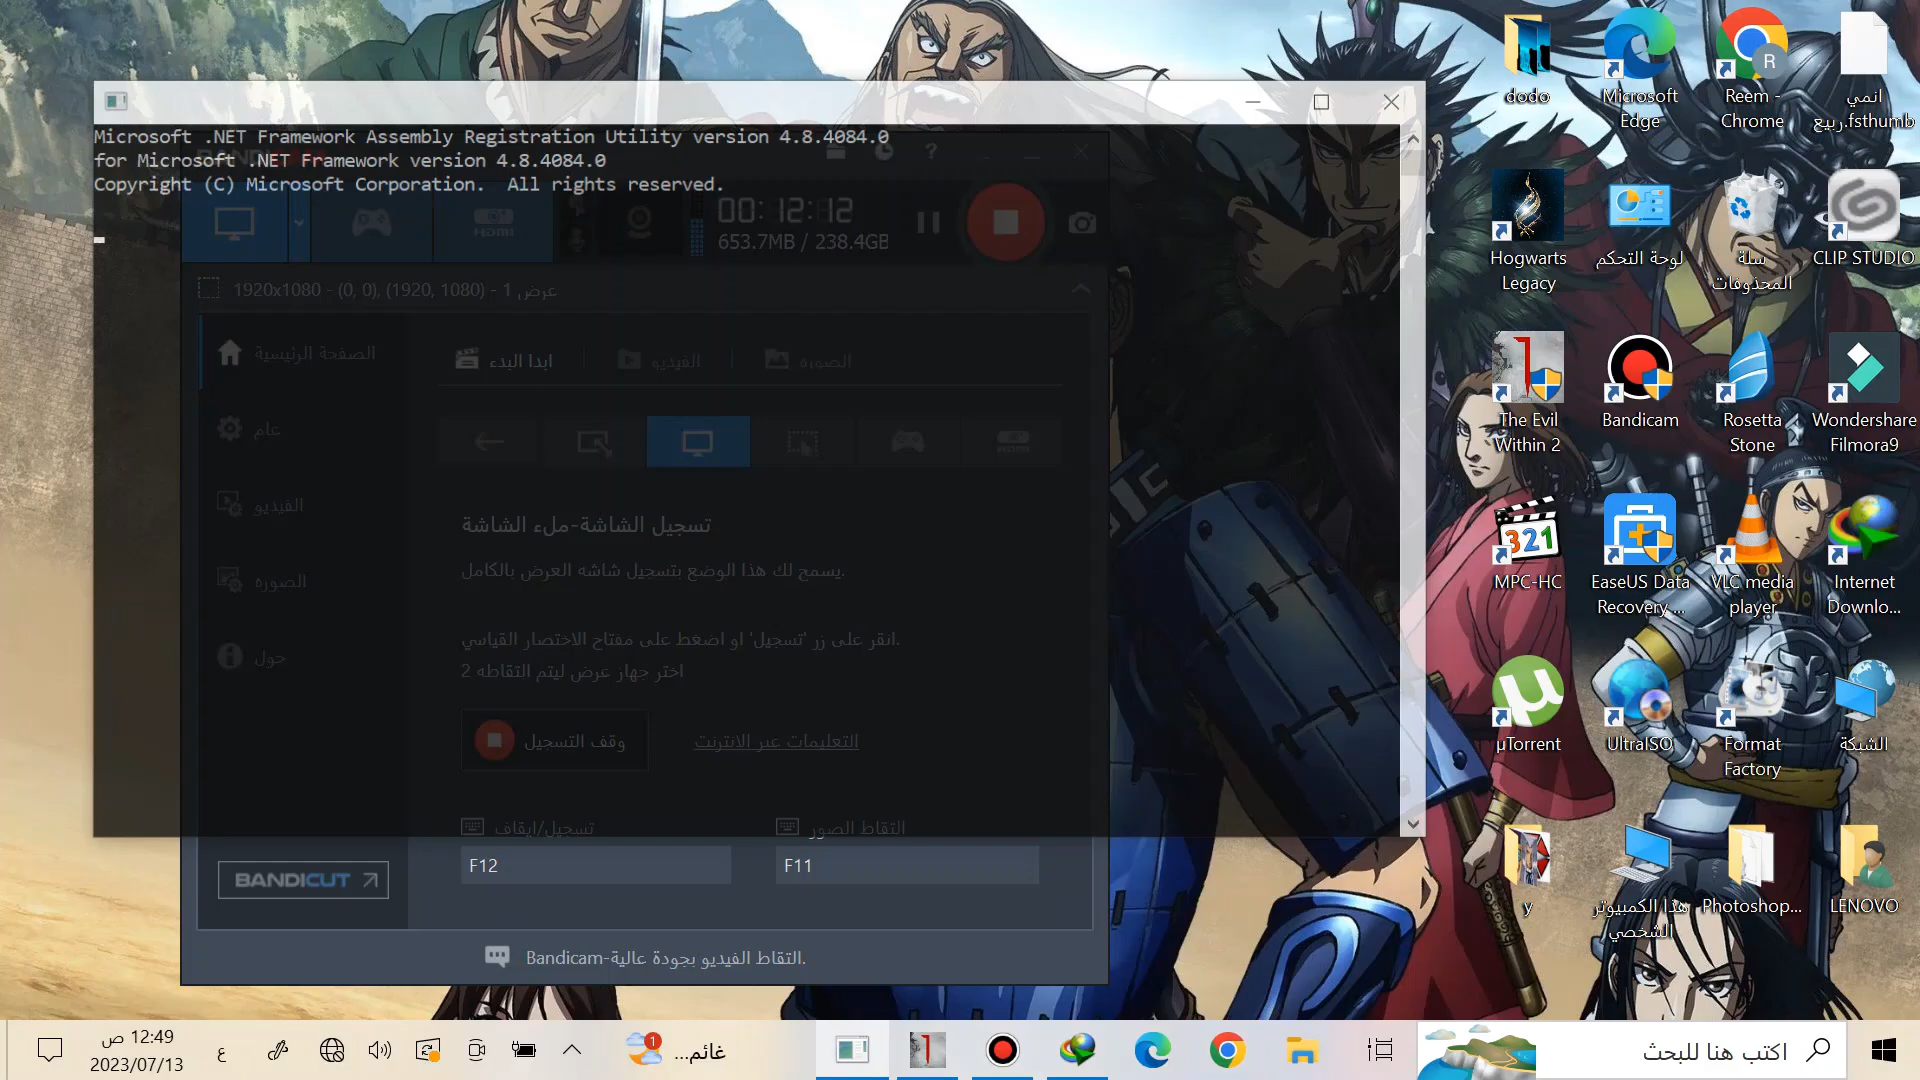 Microsoft .NET Framework Assembly Registration Utility version 4.8.4084.0
for Microsoft .NET Framework version 4.8.4084.0
Copyright (C) Microsoft Corporation.  All rights reserved.
00:12:12
653.7MB / 238.4GB
HDMI
1920x1080 - (0, 0), (1920, 1080) - عرض 1
الصفحة الرئيسية
عام
الفيديو
الصوره
حول
ابدا البدء
الفيديو
الصوره
تسجيل الشاشة-ملء الشاشة
يسمح لك هذا الوضع بتسجيل شاشه العرض بالكامل.
انقر على زر 'تسجيل' او اضغط على مفتاح الاختصار القياسي.
اختر جهاز عرض ليتم التقاطه 2
وقف التسجيل
التعليمات عبر الانترنت
تسجيل/ايقاف
التقاط الصور
F12
F11
BANDICUT
Bandicam-التقاط الفيديو بجودة عالية.
dodo
Microsoft Edge
Reem - Chrome
انمي ربيع.fsthumb
Hogwarts Legacy
لوحة التحكم
سلة المحذوفات
CLIP STUDIO
The Evil Within 2
Bandicam
Rosetta Stone
Wondershare Filmora9
321
MPC-HC
EaseUS Data Recovery ...
VLC media player
Internet Downlo...
µTorrent
UltraISO
Format Factory
الشبكة
y
هذا الكمبيوتر الشخصي
Photoshop...
LENOVO
12:49 ص
2023/07/13
ع
1
غائم...
اكتب هنا للبحث